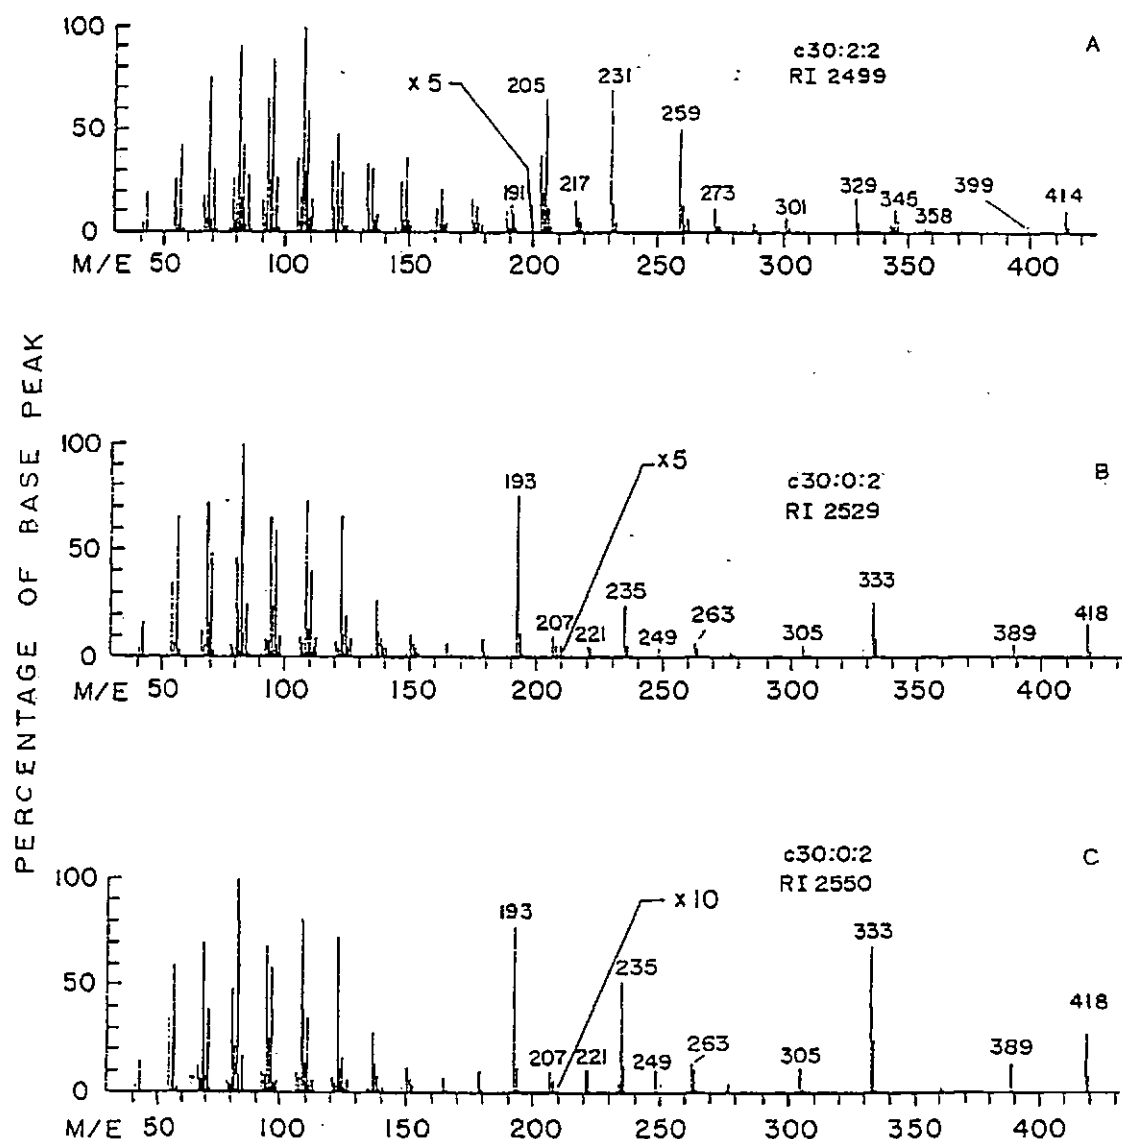 PERCENTAGE OF BASE PEAK
A
c30:2:2
RI 2499
100
50
0
x 5
191
205
217
231
259
273
301
329
345
358
399
414
M/E 50 100 150 200 250 300 350 400
B
c30:0:2
RI 2529
100
50
0
x5
193
207
221
235
249
263
305
333
389
418
M/E 50 100 150 200 250 300 350 400
C
c30:0:2
RI 2550
100
50
0
x 10
193
207
221
235
249
263
305
333
389
418
M/E 50 100 150 200 250 300 350 400